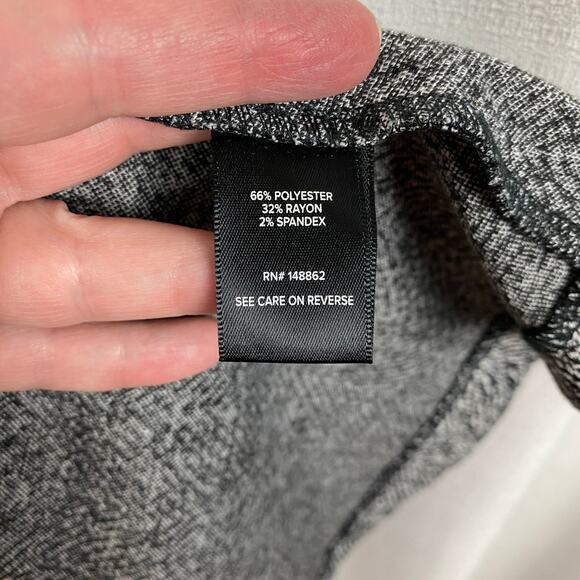 66% POLYESTER
32% RAYON
2% SPANDEX
RN# 148862
SEE CARE ON REVERSE